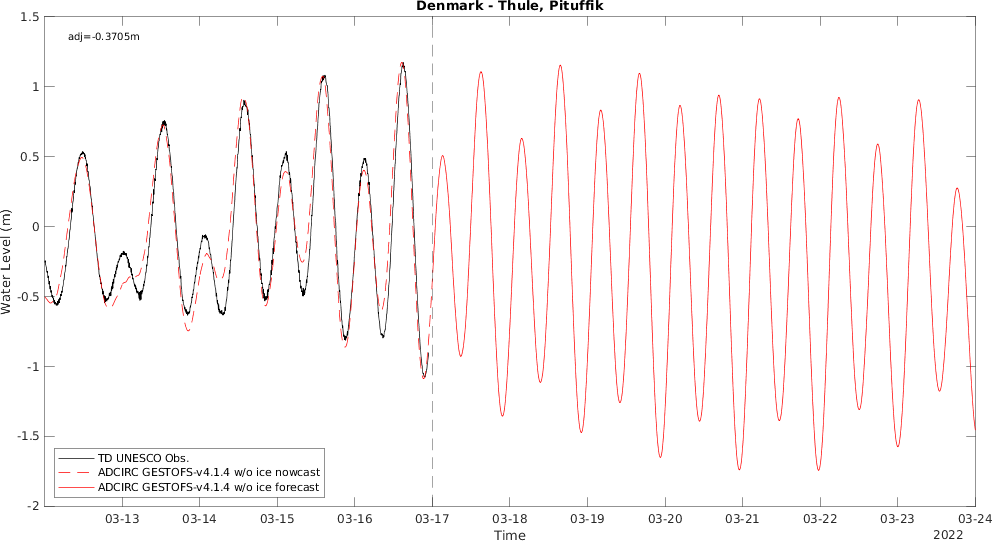 Denmark - Thule, Pituffik
adj=-0.3705m
1.5
1
0.5
0
-0.5
-1
-1.5
-2
Water Level (m)
TD UNESCO Obs.
ADCIRC GESTOFS-v4.1.4 w/o ice nowcast
ADCIRC GESTOFS-v4.1.4 w/o ice forecast
03-13 03-14 03-15 03-16 03-17 03-18 03-19 03-20 03-21 03-22 03-23 03-24
Time
2022